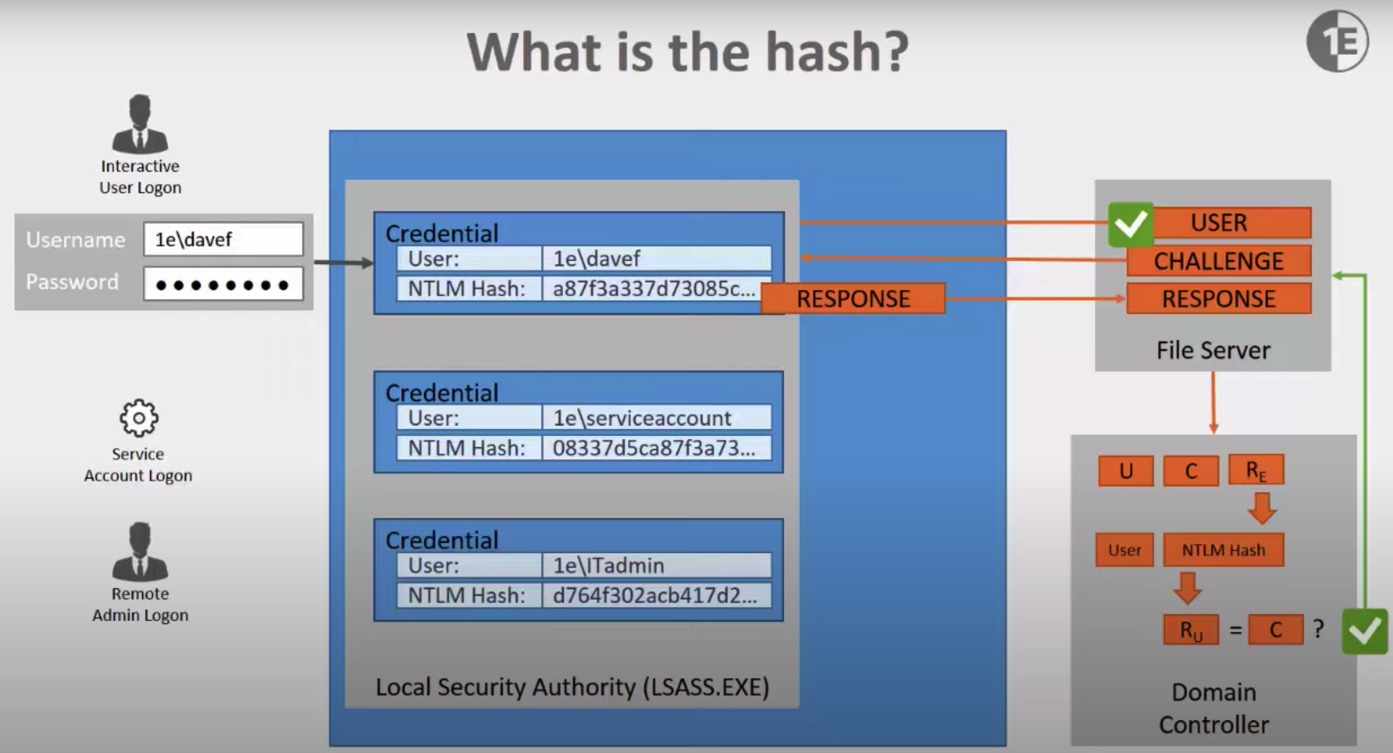 What is the hash?
1E
Interactive
User Logon
Username 1e\davef
Password ●●●●●●●●
Service
Account Logon
Remote
Admin Logon
Credential
User: 1e\davef
NTLM Hash: a87f3a337d73085c...
RESPONSE
Credential
User: 1e\serviceaccount
NTLM Hash: 08337d5ca87f3a73...
Credential
User: 1e\ITadmin
NTLM Hash: d764f302acb417d2...
Local Security Authority (LSASS.EXE)
USER
CHALLENGE
RESPONSE
File Server
U C RE
User NTLM Hash
RU = C ?
Domain
Controller